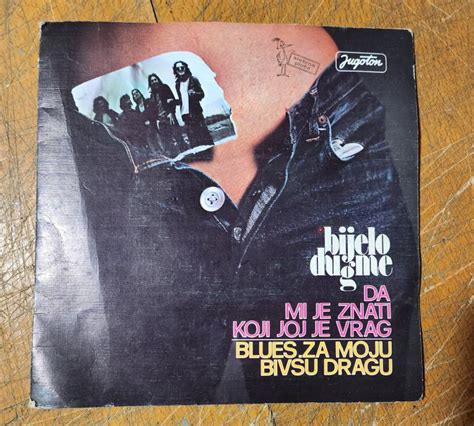 Jugoton
bijelo
dugme
DA
MI JE ZNATI
KOJI JOJ JE VRAG
BLUES ZA MOJU
BIVŠU DRAGU